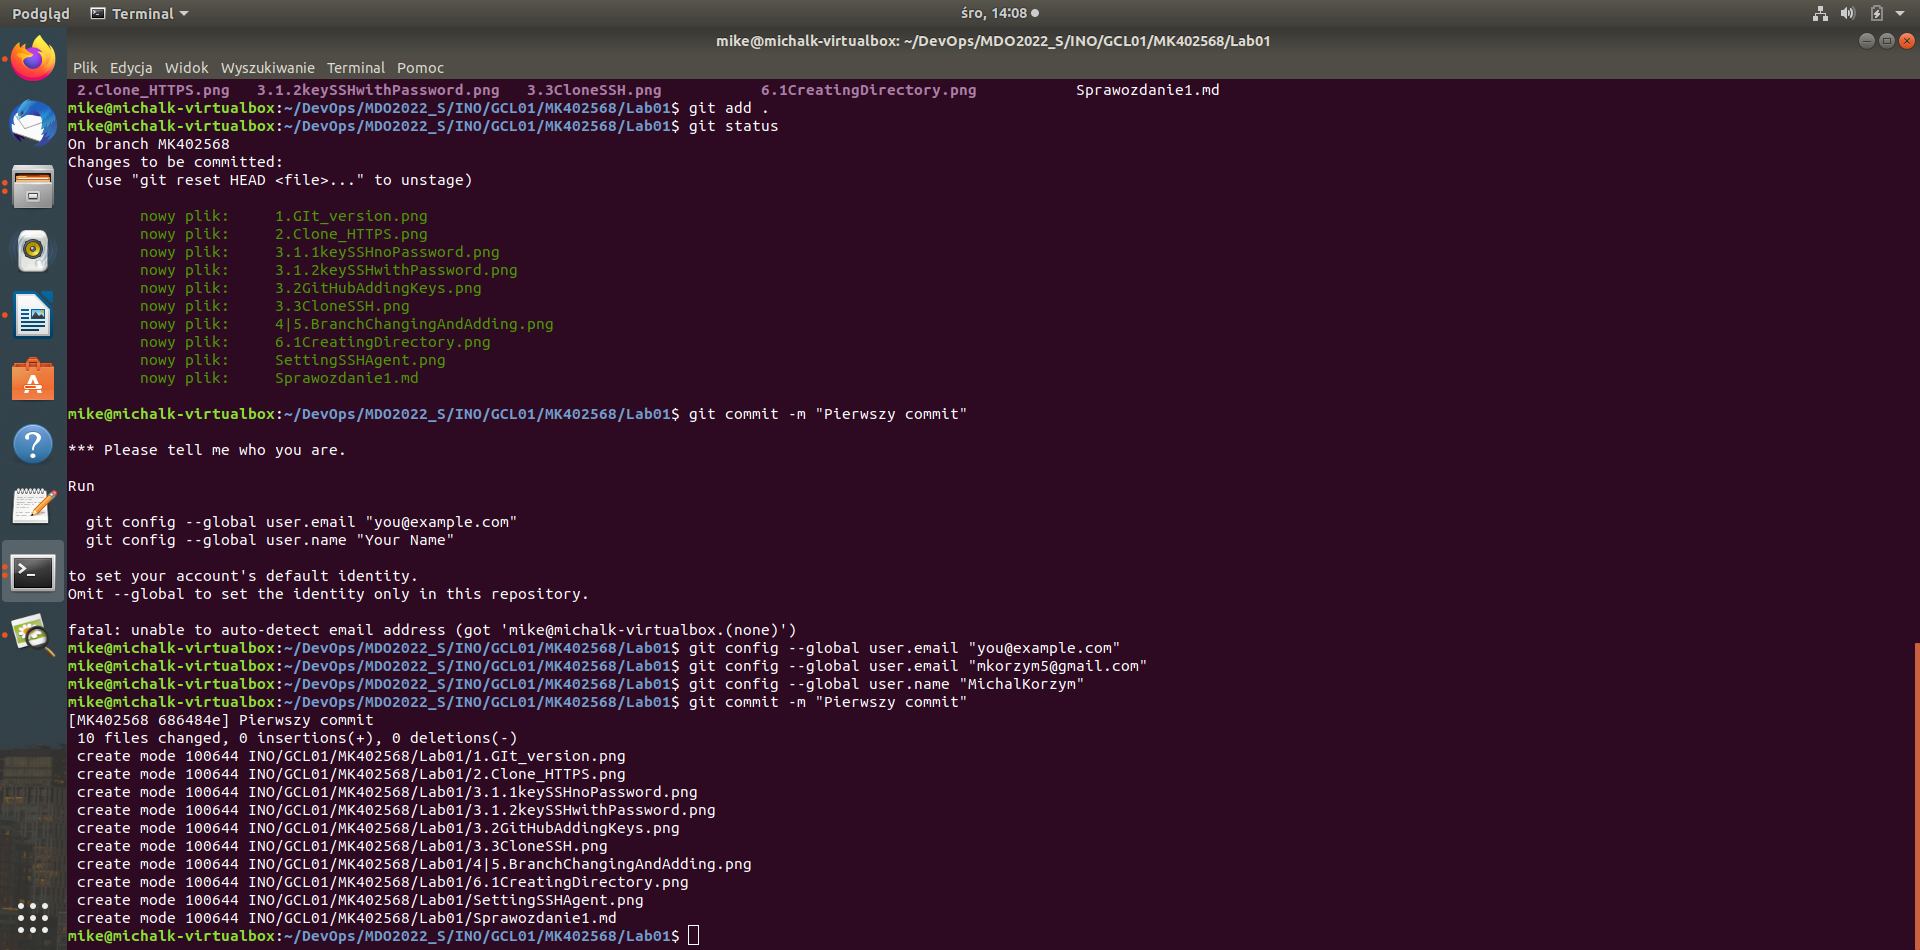 Podgląd Terminal śro, 14:08
mike@michalk-virtualbox: ~/DevOps/MDO2022_S/INO/GCL01/MK402568/Lab01
Plik Edycja Widok Wyszukiwanie Terminal Pomoc
2.Clone_HTTPS.png 3.1.2keySSHwithPassword.png 3.3CloneSSH.png 6.1CreatingDirectory.png Sprawozdanie1.md
mike@michalk-virtualbox:~/DevOps/MDO2022_S/INO/GCL01/MK402568/Lab01$ git add .
mike@michalk-virtualbox:~/DevOps/MDO2022_S/INO/GCL01/MK402568/Lab01$ git status
On branch MK402568
Changes to be committed:
(use "git reset HEAD <file>..." to unstage)
nowy plik: 1.GIt_version.png
nowy plik: 2.Clone_HTTPS.png
nowy plik: 3.1.1keySSHnoPassword.png
nowy plik: 3.1.2keySSHwithPassword.png
nowy plik: 3.2GitHubAddingKeys.png
nowy plik: 3.3CloneSSH.png
nowy plik: 4|5.BranchChangingAndAdding.png
nowy plik: 6.1CreatingDirectory.png
nowy plik: SettingSSHAgent.png
nowy plik: Sprawozdanie1.md
mike@michalk-virtualbox:~/DevOps/MDO2022_S/INO/GCL01/MK402568/Lab01$ git commit -m "Pierwszy commit"
*** Please tell me who you are.
Run
git config --global user.email "you@example.com"
git config --global user.name "Your Name"
to set your account's default identity.
Omit --global to set the identity only in this repository.
fatal: unable to auto-detect email address (got 'mike@michalk-virtualbox.(none)')
mike@michalk-virtualbox:~/DevOps/MDO2022_S/INO/GCL01/MK402568/Lab01$ git config --global user.email "you@example.com"
mike@michalk-virtualbox:~/DevOps/MDO2022_S/INO/GCL01/MK402568/Lab01$ git config --global user.email "mkorzym5@gmail.com"
mike@michalk-virtualbox:~/DevOps/MDO2022_S/INO/GCL01/MK402568/Lab01$ git config --global user.name "MichalKorzym"
mike@michalk-virtualbox:~/DevOps/MDO2022_S/INO/GCL01/MK402568/Lab01$ git commit -m "Pierwszy commit"
[MK402568 686484e] Pierwszy commit
10 files changed, 0 insertions(+), 0 deletions(-)
create mode 100644 INO/GCL01/MK402568/Lab01/1.GIt_version.png
create mode 100644 INO/GCL01/MK402568/Lab01/2.Clone_HTTPS.png
create mode 100644 INO/GCL01/MK402568/Lab01/3.1.1keySSHnoPassword.png
create mode 100644 INO/GCL01/MK402568/Lab01/3.1.2keySSHwithPassword.png
create mode 100644 INO/GCL01/MK402568/Lab01/3.2GitHubAddingKeys.png
create mode 100644 INO/GCL01/MK402568/Lab01/3.3CloneSSH.png
create mode 100644 INO/GCL01/MK402568/Lab01/4|5.BranchChangingAndAdding.png
create mode 100644 INO/GCL01/MK402568/Lab01/6.1CreatingDirectory.png
create mode 100644 INO/GCL01/MK402568/Lab01/SettingSSHAgent.png
create mode 100644 INO/GCL01/MK402568/Lab01/Sprawozdanie1.md
mike@michalk-virtualbox:~/DevOps/MDO2022_S/INO/GCL01/MK402568/Lab01$